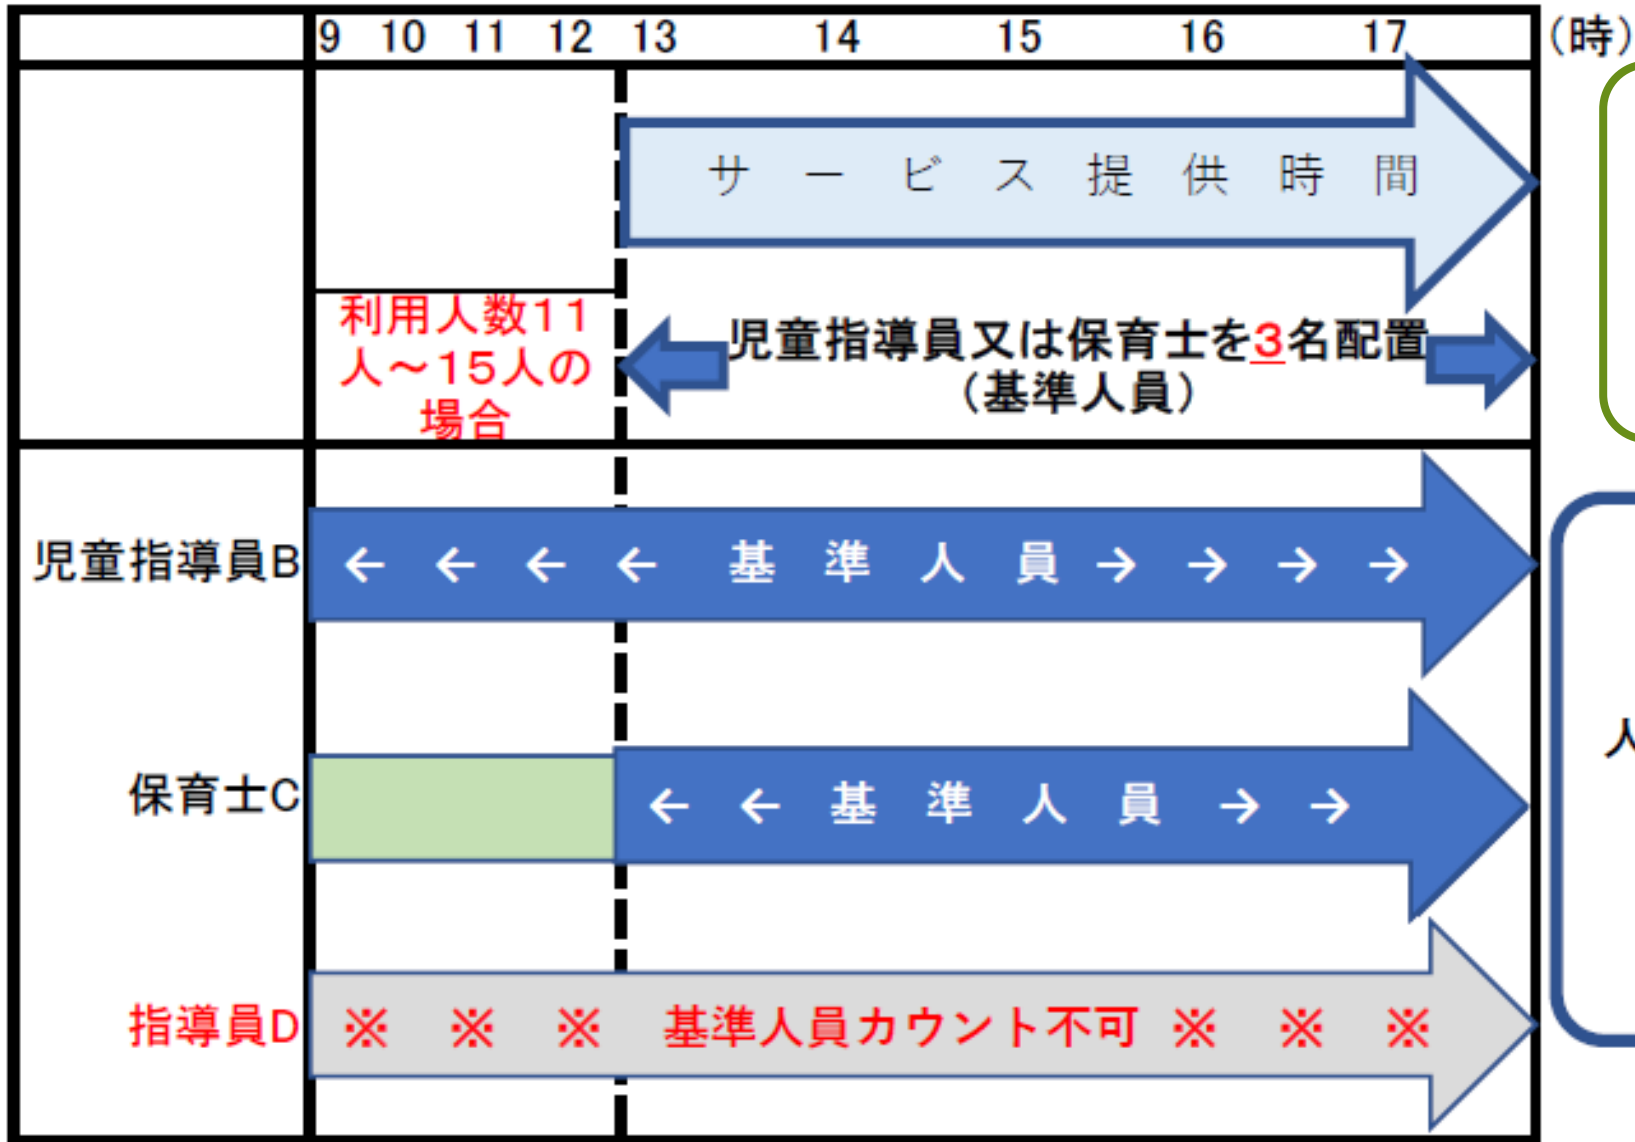 9 10 11 12 13 14 15 16 17 (時)
サービス提供時間
利用人数11
人～15人の
場合
児童指導員又は保育士を3名配置
（基準人員）
児童指導員B ← ← ← ← 基準人員 → → → →
保育士C ← ← 基準人員 → →
人
指導員D ※ ※ ※ 基準人員カウント不可 ※ ※ ※